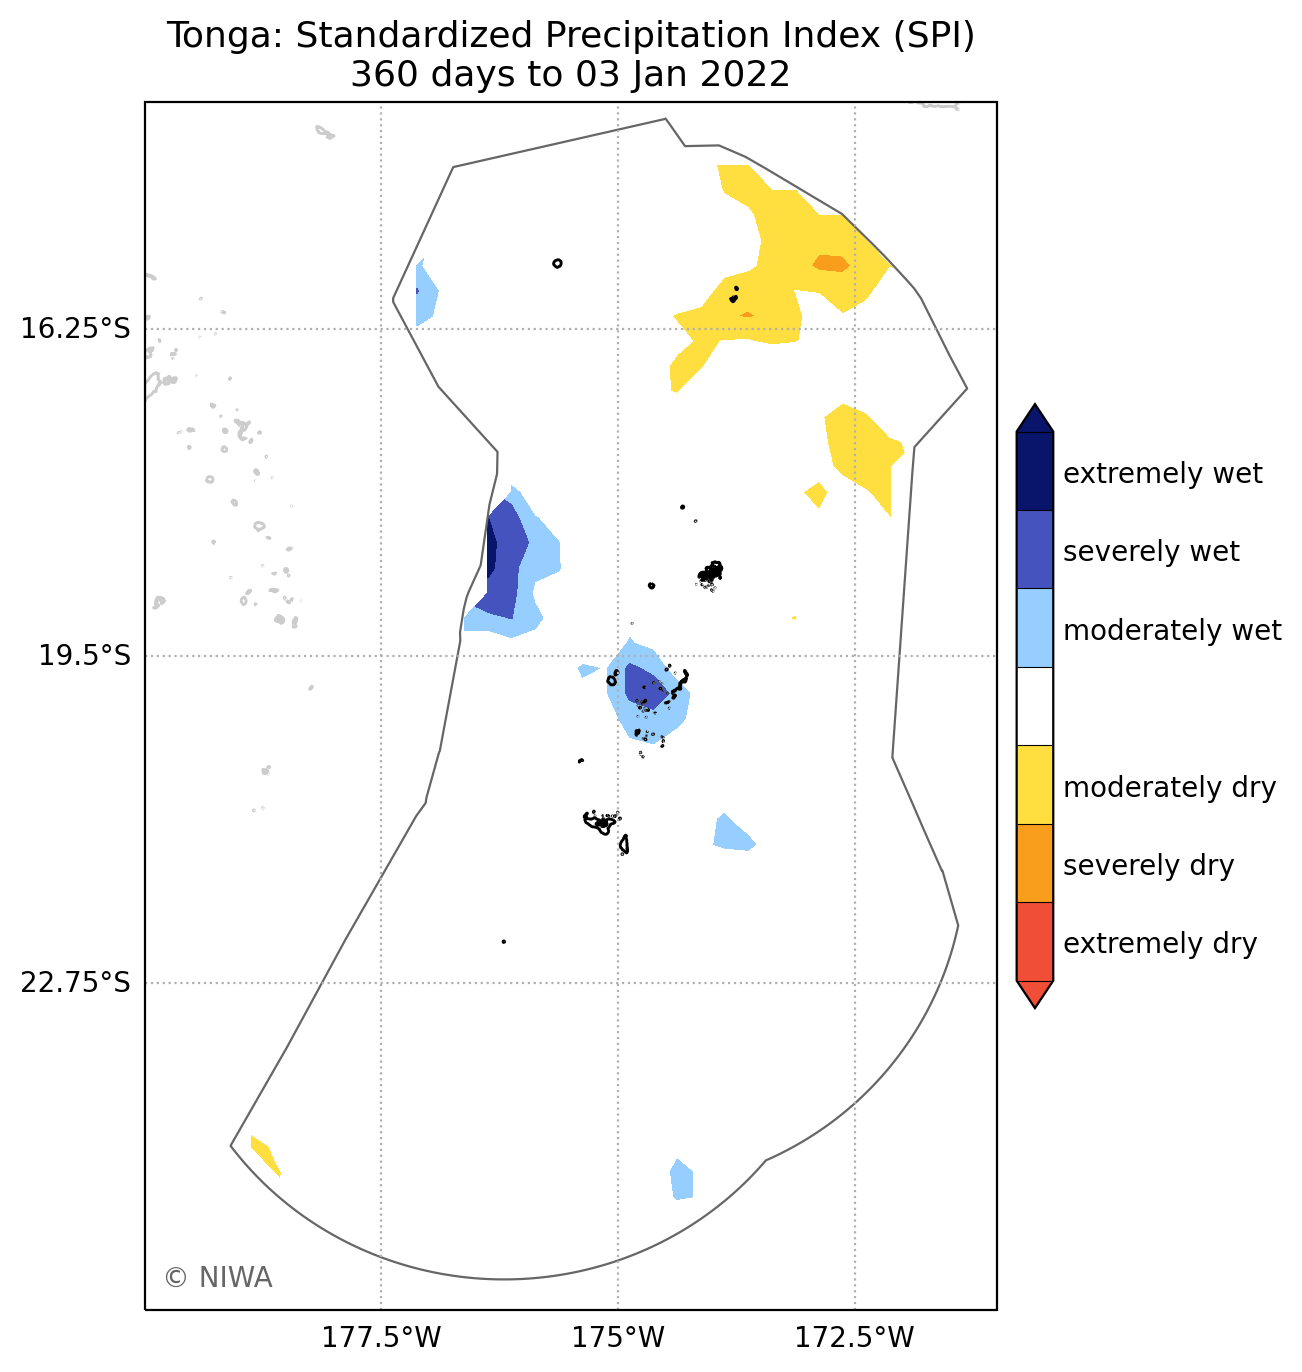 Tonga: Standardized Precipitation Index (SPI)
360 days to 03 Jan 2022
16.25°S
19.5°S
22.75°S
177.5°W
175°W
172.5°W
extremely wet
severely wet
moderately wet
moderately dry
severely dry
extremely dry
© NIWA